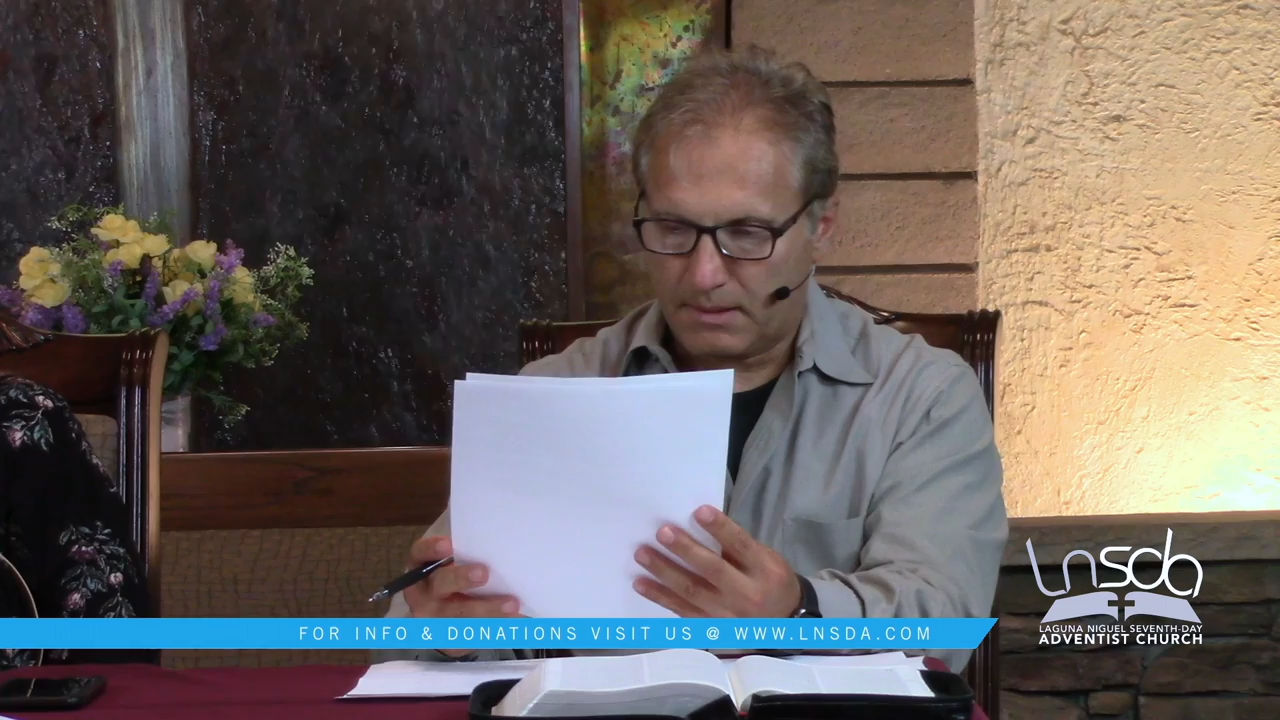 FOR INFO & DONATIONS VISIT US @ WWW.LNSDA.COM
Lnsda
LAGUNA NIGUEL SEVENTH-DAY
ADVENTIST CHURCH